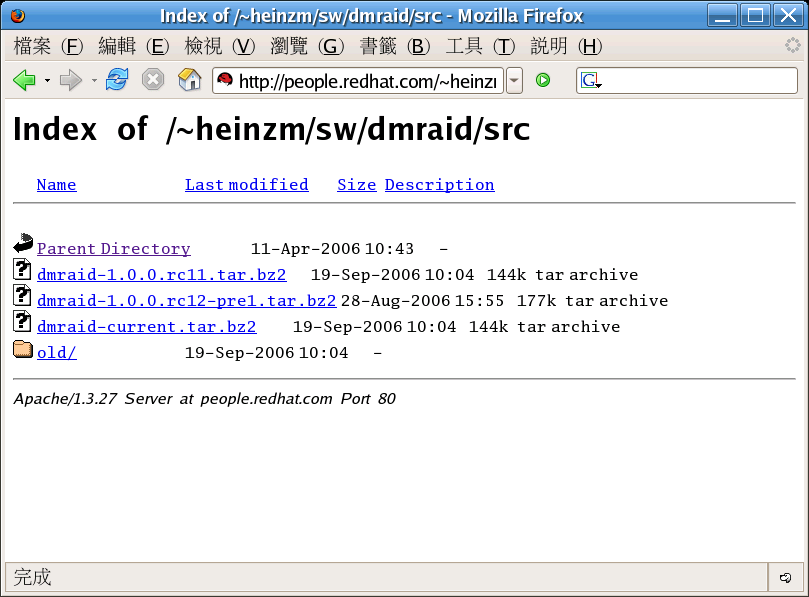 Index of /~heinzm/sw/dmraid/src - Mozilla Firefox
檔案 (F) 編輯 (E) 檢視 (V) 瀏覽 (G) 書籤 (B) 工具 (T) 説明 (H)
http://people.redhat.com/~heinzm G
Index of /~heinzm/sw/dmraid/src
Name Last modified Size Description
Parent Directory 11-Apr-2006 10:43 -
dmraid-1.0.0.rc11.tar.bz2 19-Sep-2006 10:04 144k tar archive
dmraid-1.0.0.rc12-pre1.tar.bz2 28-Aug-2006 15:55 177k tar archive
dmraid-current.tar.bz2 19-Sep-2006 10:04 144k tar archive
old/ 19-Sep-2006 10:04 -
Apache/1.3.27 Server at people.redhat.com Port 80
完成